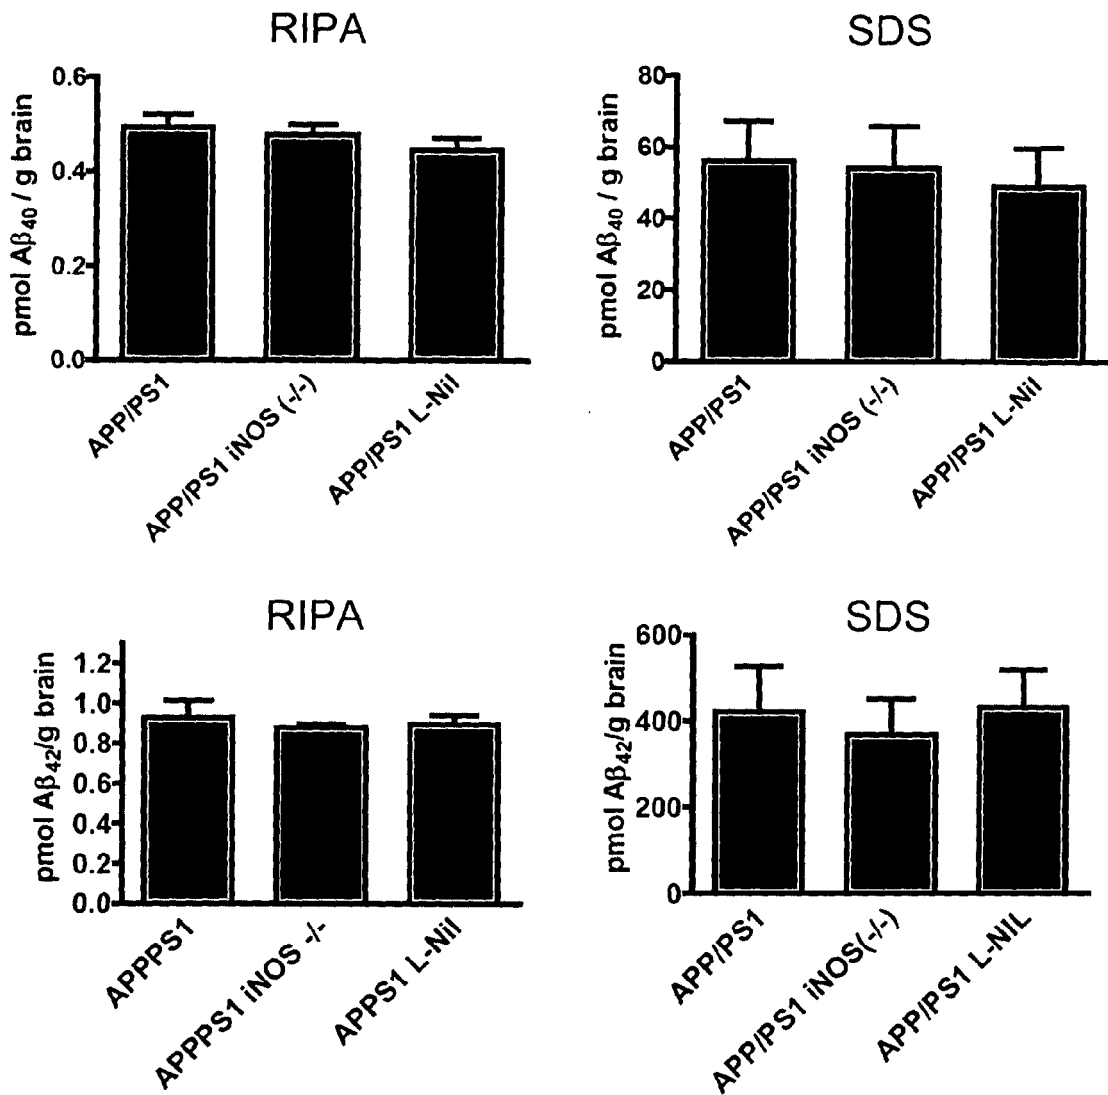 RIPA
pmol Aβ40 / g brain
0.6
0.4
0.2
0.0
APP/PS1
APP/PS1 iNOS (-/-)
APP/PS1 L-Nil
SDS
pmol Aβ40 / g brain
80
60
40
20
0
APP/PS1
APP/PS1 iNOS (-/-)
APP/PS1 L-Nil
RIPA
pmol Aβ42/g brain
1.2
1.0
0.8
0.6
0.4
0.2
0.0
APPPS1
APPPS1 iNOS -/-
APPS1 L-Nil
SDS
pmol Aβ42/g brain
600
400
200
0
APP/PS1
APP/PS1 iNOS(-/-)
APP/PS1 L-NIL